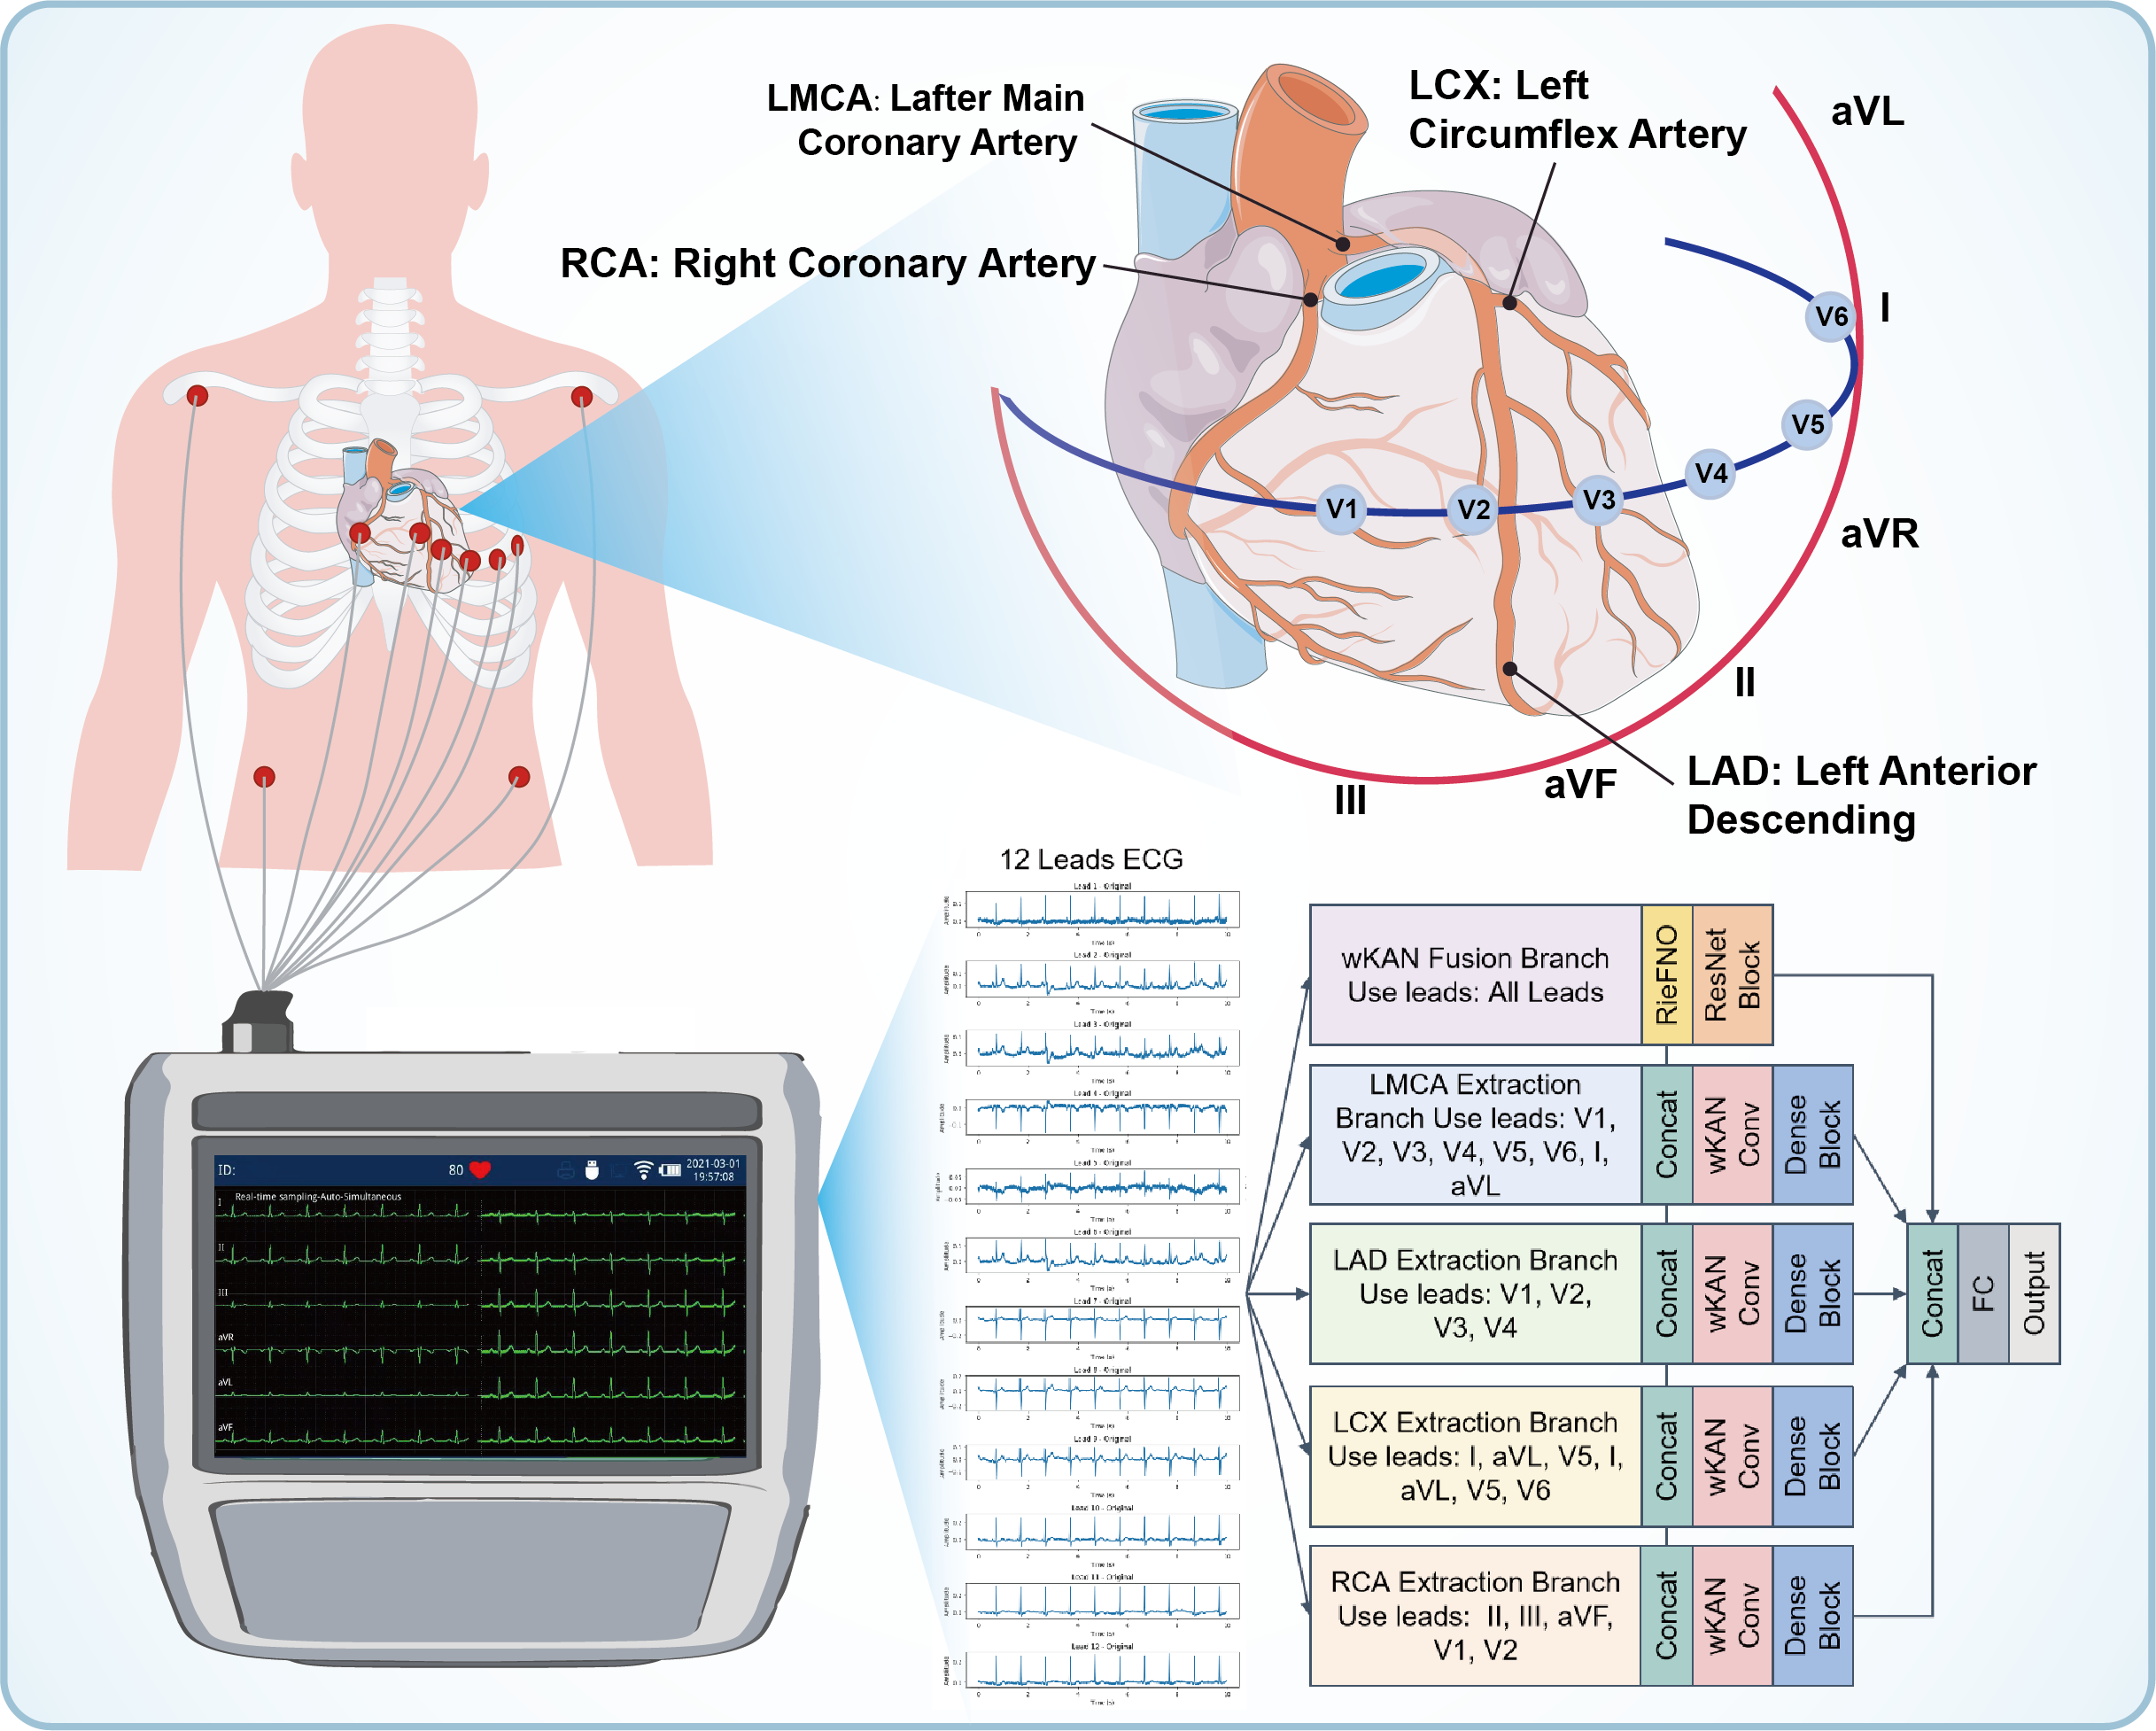 LMCA: Lafter Main
Coronary Artery
LCX: Left
Circumflex Artery
aVL
RCA: Right Coronary Artery
I
V6
V5
V4
V3
V2
V1
aVR
II
aVF
III
LAD: Left Anterior
Descending
12 Leads ECG
Lead 1 - Original
Lead 2 - Original
Lead 3 - Original
Lead 4 - Original
Lead 5 - Original
Lead 6 - Original
Lead 7 - Original
Lead 8 - Original
Lead 9 - Original
Lead 10 - Original
Lead 11 - Original
Lead 12 - Original
ID:
80
2021-03-01
19:57:08
Real-time sampling-Auto-Simultaneous
I
II
III
aVR
aVL
aVF
wKAN Fusion Branch
Use leads: All Leads
RieFNO
ResNet
Block
LMCA Extraction
Branch Use leads: V1,
V2, V3, V4, V5, V6, I,
aVL
Concat
wKAN
Conv
Dense
Block
LAD Extraction Branch
Use leads: V1, V2,
V3, V4
Concat
wKAN
Conv
Dense
Block
LCX Extraction Branch
Use leads: I, aVL, V5, I,
aVL, V5, V6
Concat
wKAN
Conv
Dense
Block
RCA Extraction Branch
Use leads: II, III, aVF,
V1, V2
Concat
wKAN
Conv
Dense
Block
Concat
FC
Output